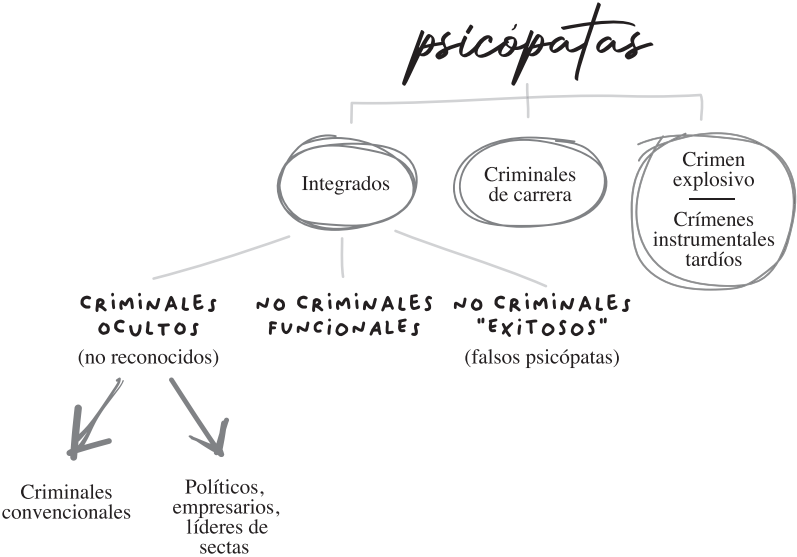 psicópatas
Integrados
Criminales
de carrera
Crimen
explosivo
Crímenes
instrumentales
tardíos
CRIMINALES
OCULTOS
(no reconocidos)
NO CRIMINALES
FUNCIONALES
NO CRIMINALES
"EXITOSOS"
(falsos psicópatas)
Criminales
convencionales
Políticos,
empresarios,
líderes de
sectas